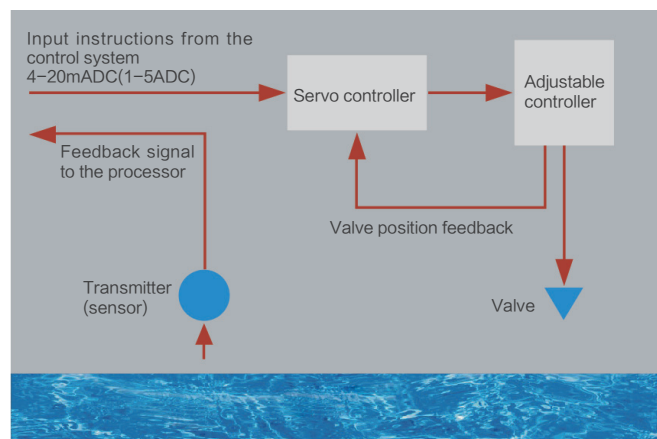 Input instructions from the
control system
4-20mADC(1-5ADC)
Servo controller
Adjustable
controller
Feedback signal
to the processor
Valve position feedback
Transmitter
(sensor)
Valve